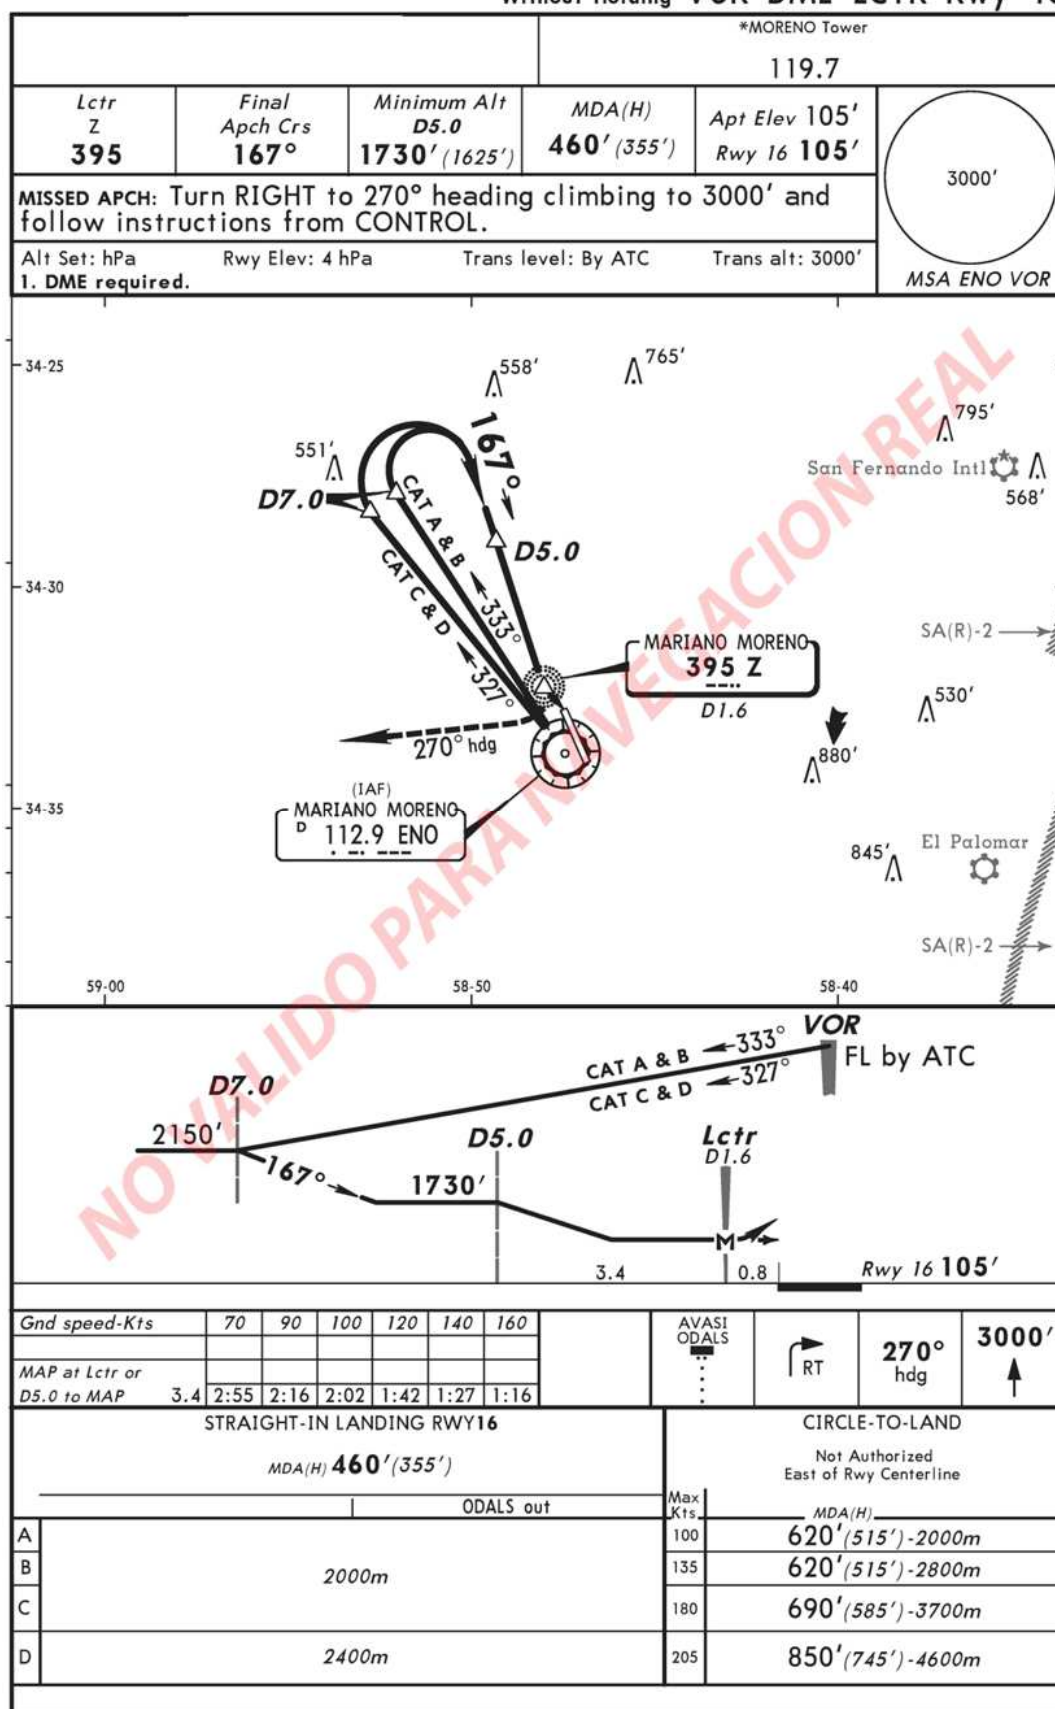 *MORENO Tower
119.7
Lctr
Z
395
Final
Apch Crs
167°
Minimum Alt
D5.0
1730' (1625')
MDA(H)
460' (355')
Apt Elev 105'
Rwy 16 105'
3000'
MSA ENO VOR
MISSED APCH: Turn RIGHT to 270° heading climbing to 3000' and
follow instructions from CONTROL.
Alt Set: hPa Rwy Elev: 4 hPa Trans level: By ATC Trans alt: 3000'
1. DME required.
34-25
558'
765'
795'
551'
167°
San Fernando Intl
568'
D7.0
CAT A & B
333°
D5.0
CAT C & D
327°
34-30
SA(R)-2
MARIANO MORENO
395 Z
D1.6
530'
270° hdg
880'
(IAF)
MARIANO MORENO
D 112.9 ENO
34-35
845'
El Palomar
SA(R)-2
59-00
58-50
58-40
NO VALIDO PARA NAVEGACION REAL
VOR
CAT A & B 333°
CAT C & D 327°
FL by ATC
D7.0
2150'
167°
1730'
D5.0
Lctr
D1.6
M
3.4
0.8
Rwy 16 105'
Gnd speed-Kts 70 90 100 120 140 160
MAP at Lctr or
D5.0 to MAP 3.4 2:55 2:16 2:02 1:42 1:27 1:16
AVASI
ODALS
RT
270°
hdg
3000'
STRAIGHT-IN LANDING RWY16
MDA(H) 460' (355')
ODALS out
A
B
C
2000m
D
2400m
CIRCLE-TO-LAND
Not Authorized
East of Rwy Centerline
Max
Kts
MDA(H)
100 620' (515')-2000m
135 620' (515')-2800m
180 690' (585')-3700m
205 850' (745')-4600m